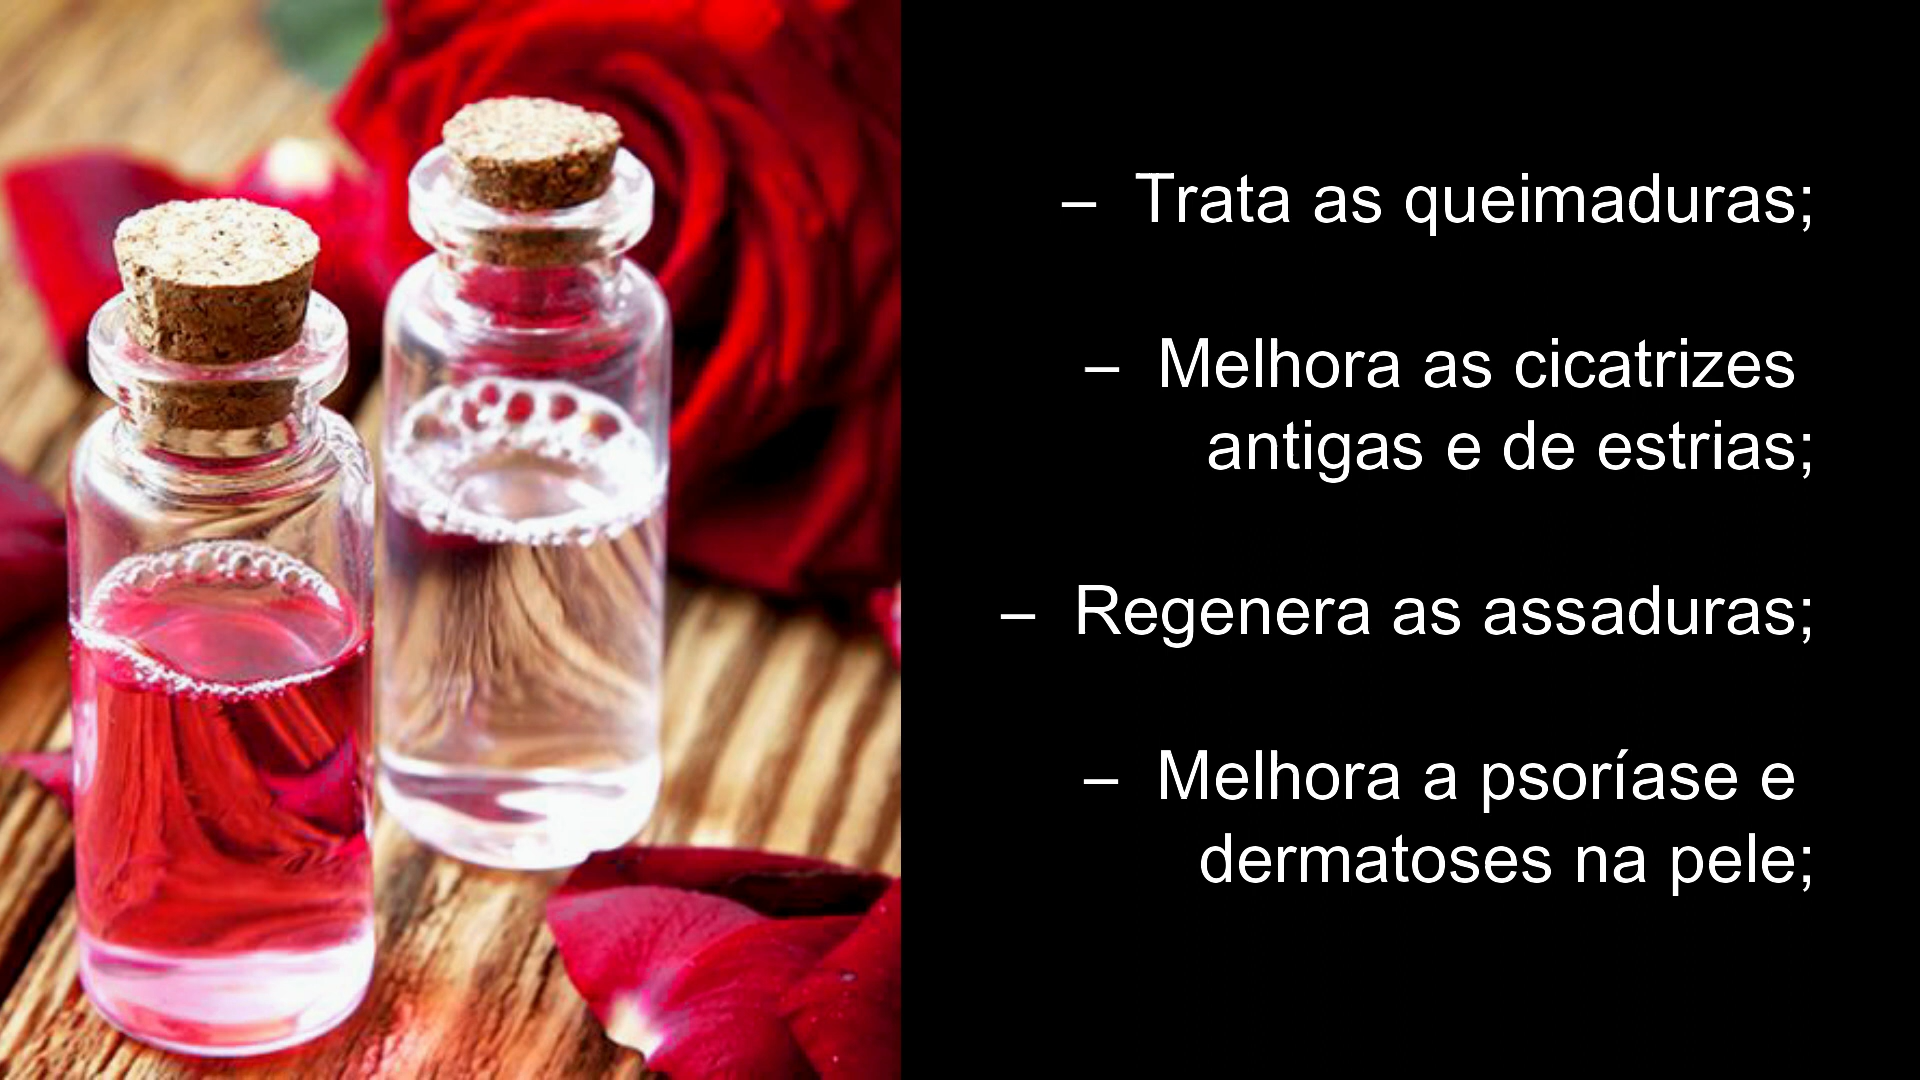 – Trata as queimaduras;
– Melhora as cicatrizes
antigas e de estrias;
– Regenera as assaduras;
– Melhora a psoríase e
dermatoses na pele;